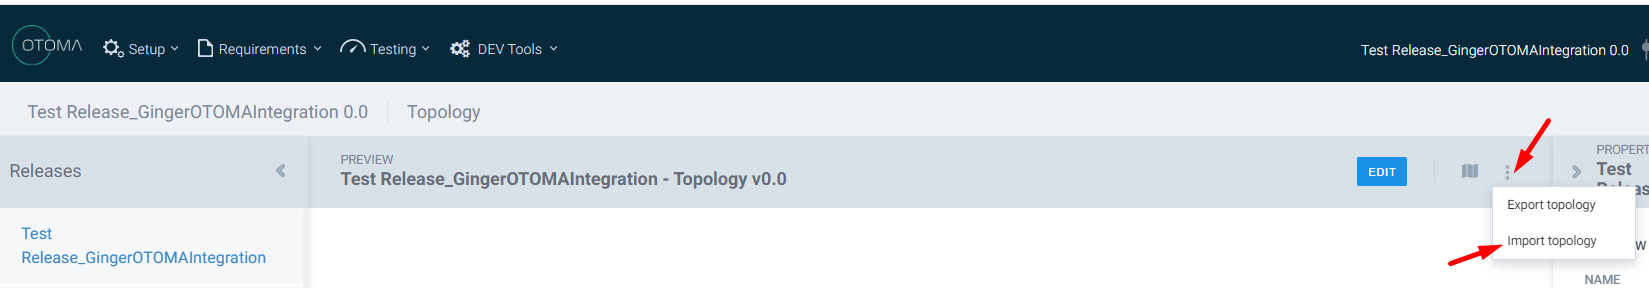 OTOMA Setup Requirements Testing DEV Tools Test Release_GingerOTOMAIntegration 0.0
Test Release_GingerOTOMAIntegration 0.0 Topology
Releases
PREVIEW
Test Release_GingerOTOMAIntegration - Topology v0.0
EDIT
PROPERT
Test
Export topology
Import topology
Test
Release_GingerOTOMAIntegration
w
NAME